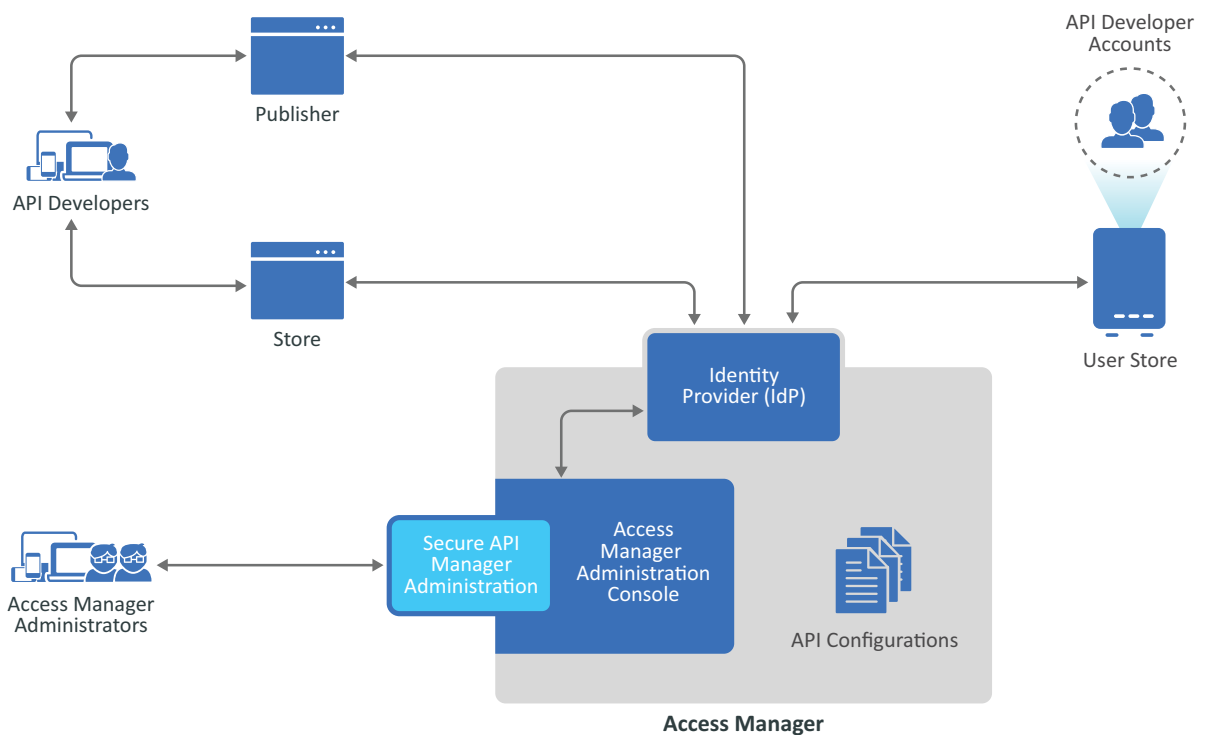 API Developer
Accounts
Publisher
API Developers
Store
User Store
Identity
Provider (IdP)
Secure API
Manager
Administration
Access
Manager
Administration
Console
Access Manager
Administrators
API Configurations
Access Manager